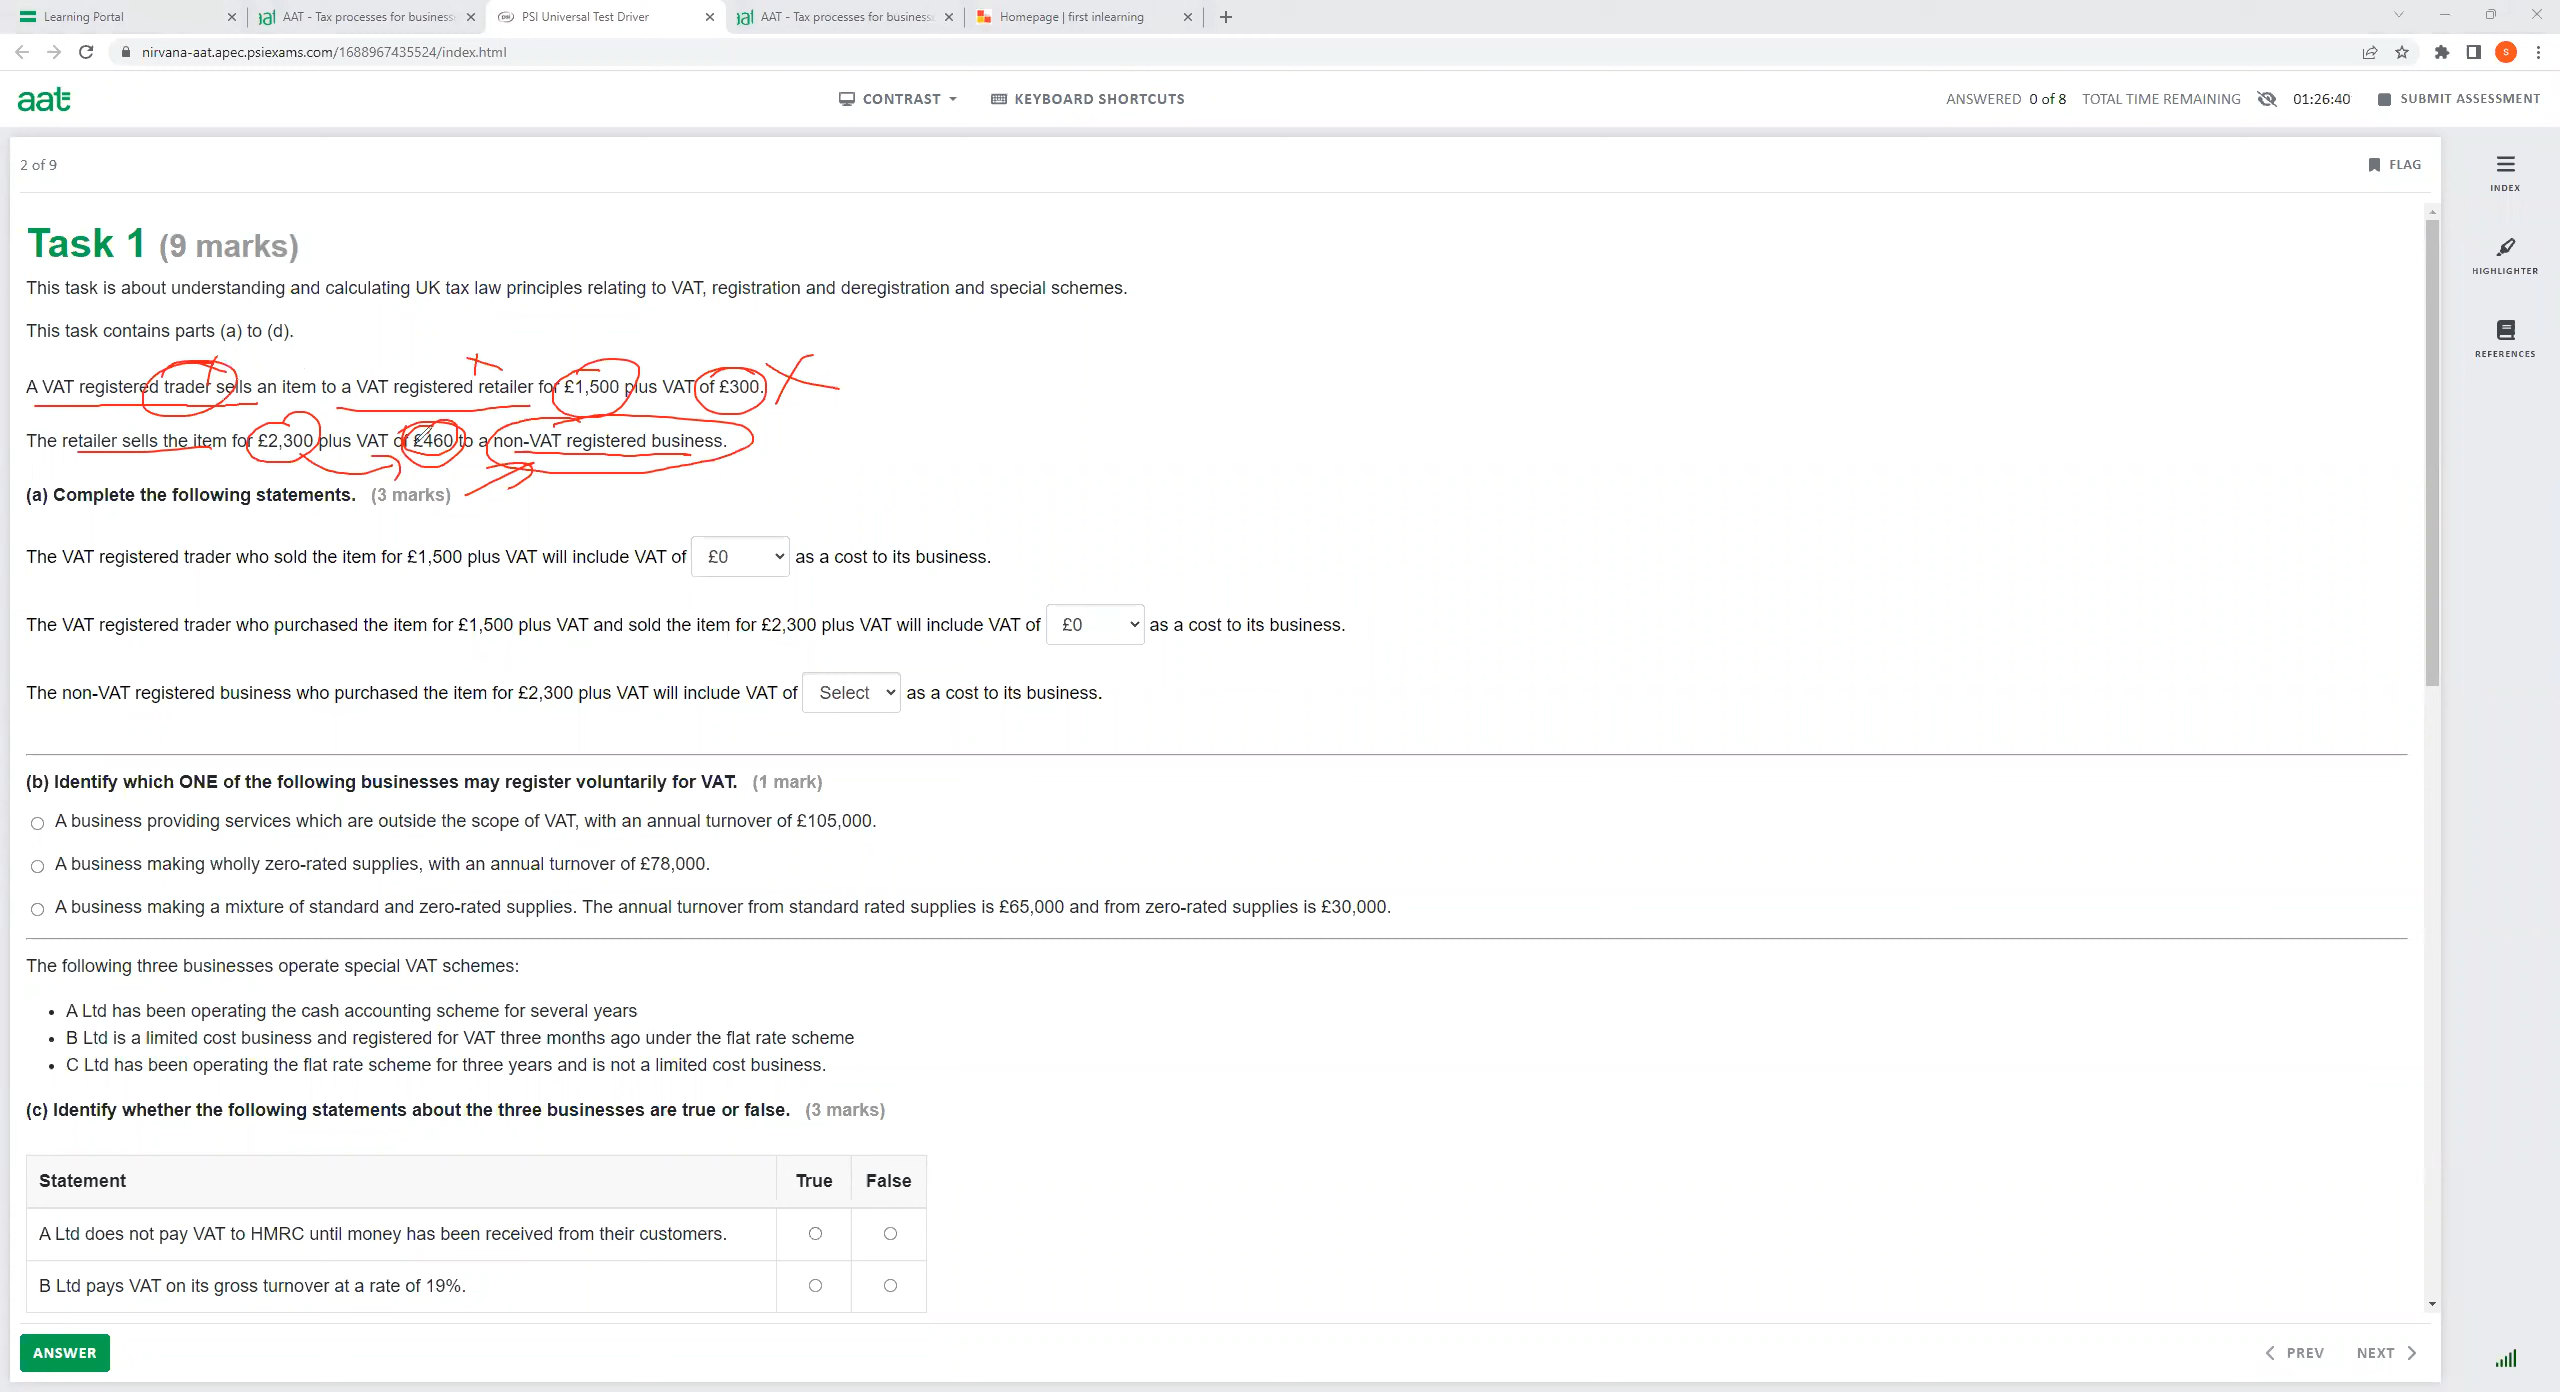 Learning Portal
aat AAT - Tax processes for business
PSI Universal Test Driver
aat AAT - Tax processes for business
Homepage | first inlearning
nirvana-aat.apec.psiexams.com/1688967435524/index.html
S
aat
CONTRAST
KEYBOARD SHORTCUTS
ANSWERED 0 of 8
TOTAL TIME REMAINING 01:26:40
SUBMIT ASSESSMENT
2 of 9
FLAG
INDEX
HIGHLIGHTER
REFERENCES
Task 1 (9 marks)
This task is about understanding and calculating UK tax law principles relating to VAT, registration and deregistration and special schemes.
This task contains parts (a) to (d).
A VAT registered trader sells an item to a VAT registered retailer for £1,500 plus VAT of £300.
The retailer sells the item for £2,300 plus VAT of £460 to a non-VAT registered business.
(a) Complete the following statements. (3 marks)
The VAT registered trader who sold the item for £1,500 plus VAT will include VAT of £0 as a cost to its business.
The VAT registered trader who purchased the item for £1,500 plus VAT and sold the item for £2,300 plus VAT will include VAT of £0 as a cost to its business.
The non-VAT registered business who purchased the item for £2,300 plus VAT will include VAT of Select as a cost to its business.
(b) Identify which ONE of the following businesses may register voluntarily for VAT. (1 mark)
A business providing services which are outside the scope of VAT, with an annual turnover of £105,000.
A business making wholly zero-rated supplies, with an annual turnover of £78,000.
A business making a mixture of standard and zero-rated supplies. The annual turnover from standard rated supplies is £65,000 and from zero-rated supplies is £30,000.
The following three businesses operate special VAT schemes:
• A Ltd has been operating the cash accounting scheme for several years
• B Ltd is a limited cost business and registered for VAT three months ago under the flat rate scheme
• C Ltd has been operating the flat rate scheme for three years and is not a limited cost business.
(c) Identify whether the following statements about the three businesses are true or false. (3 marks)
Statement True False
A Ltd does not pay VAT to HMRC until money has been received from their customers.
B Ltd pays VAT on its gross turnover at a rate of 19%.
ANSWER
PREV
NEXT